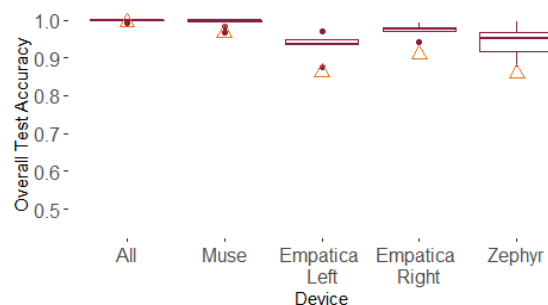 Overall Test Accuracy
1.0
0.9
0.8
0.7
0.6
0.5
All
Muse
Empatica
Left
Empatica
Right
Zephyr
Device